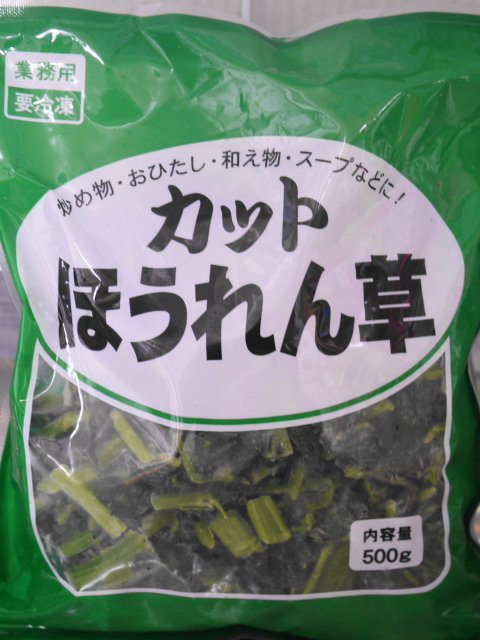 業務用
要冷凍
炒め物・おひたし・和え物・スープなどに!
カット
ほうれん草
内容量
500g